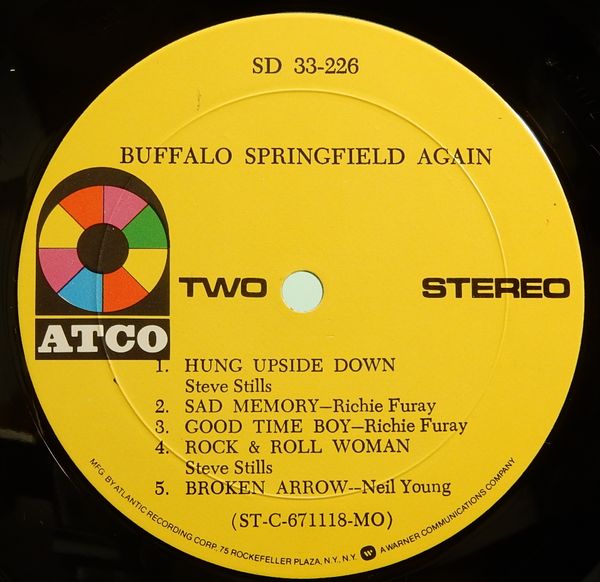 SD 33-226
BUFFALO SPRINGFIELD AGAIN
ATCO
TWO
STEREO
1. HUNG UPSIDE DOWN
Steve Stills
2. SAD MEMORY—Richie Furay
3. GOOD TIME BOY—Richie Furay
4. ROCK & ROLL WOMAN
Steve Stills
5. BROKEN ARROW--Neil Young
(ST-C-671118-MO)
MFG. BY ATLANTIC RECORDING CORP., 75 ROCKEFELLER PLAZA, N.Y., N.Y. W A WARNER COMMUNICATIONS COMPANY